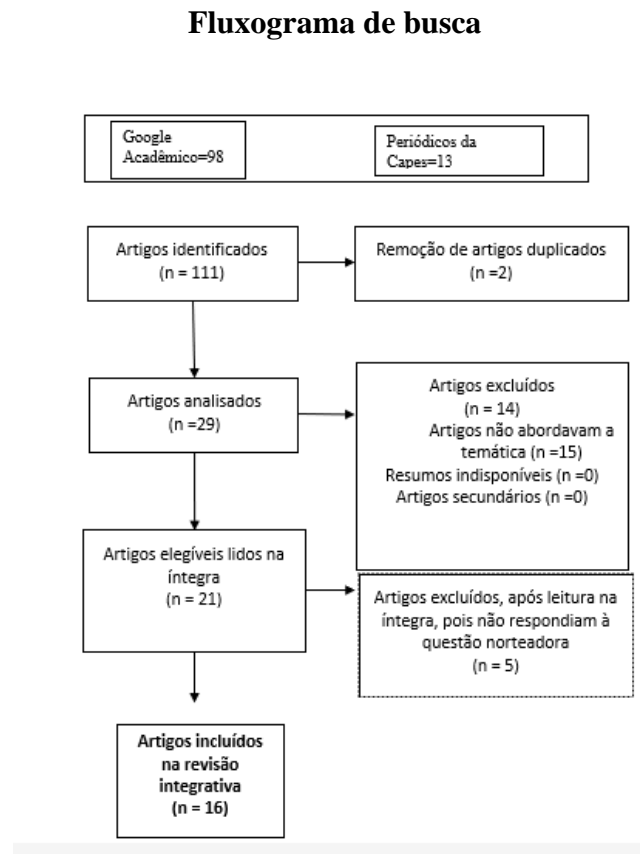 Fluxograma de busca
Google
Acadêmico=98
Periódicos da
Capes=13
Artigos identificados
(n = 111)
Remoção de artigos duplicados
(n =2)
Artigos analisados
(n =29)
Artigos excluídos
(n = 14)
Artigos não abordavam a
temática (n =15)
Resumos indisponíveis (n =0)
Artigos secundários (n =0)
Artigos elegíveis lidos na
íntegra
(n = 21)
Artigos excluídos, após leitura na
íntegra, pois não respondiam à
questão norteadora
(n = 5)
Artigos incluídos
na revisão
integrativa
(n = 16)